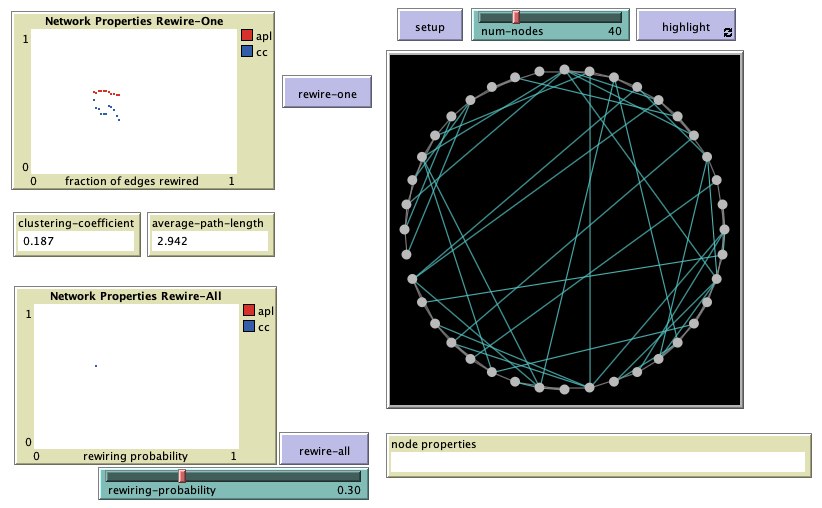 Network Properties Rewire-One
1
apl
cc
0
0
fraction of edges rewired
1
rewire-one
setup
num-nodes
40
highlight
clustering-coefficient
0.187
average-path-length
2.942
Network Properties Rewire-All
1
apl
cc
0
0
rewiring probability
1
rewire-all
rewiring-probability
0.30
node properties